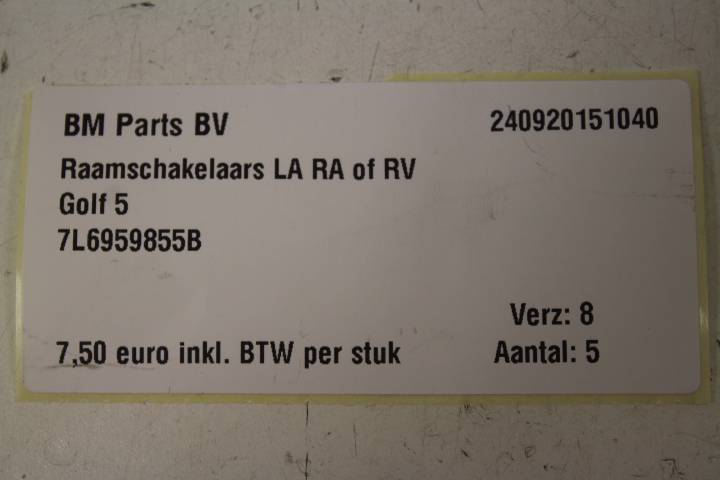 BM Parts BV 240920151040
Raamschakelaars LA RA of RV
Golf 5
7L6959855B
Verz: 8
7,50 euro inkl. BTW per stuk Aantal: 5